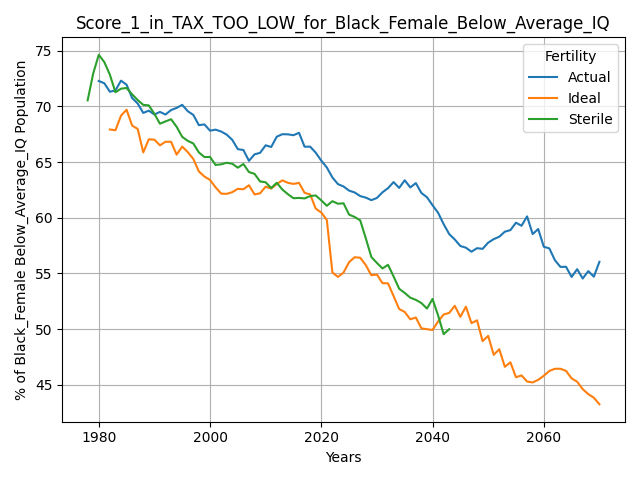 Score_1_in_TAX_TOO_LOW_for_Black_Female_Below_Average_IQ
% of Black_Female Below_Average_IQ Population
75
70
65
60
55
50
45
Fertility
Actual
Ideal
Sterile
1980 2000 2020 2040 2060
Years